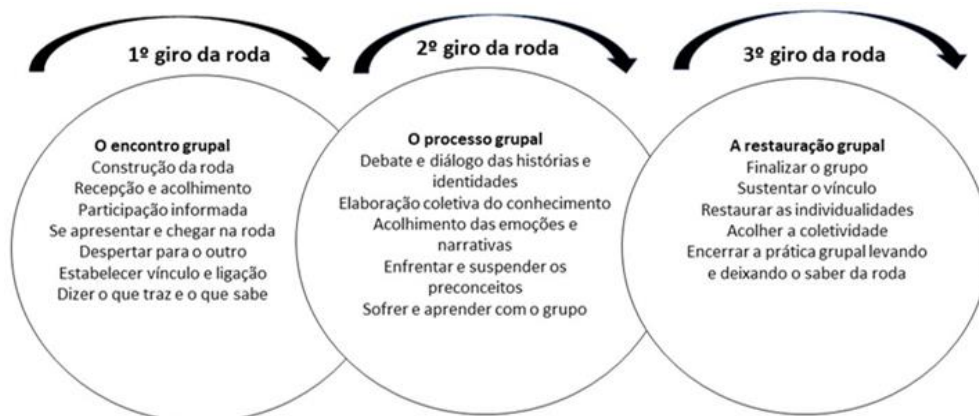 1º giro da roda
O encontro grupal
Construção da roda
Recepção e acolhimento
Participação informada
Se apresentar e chegar na roda
Despertar para o outro
Estabelecer vínculo e ligação
Dizer o que traz e o que sabe
2º giro da roda
O processo grupal
Debate e diálogo das histórias e
identidades
Elaboração coletiva do conhecimento
Acolhimento das emoções e
narrativas
Enfrentar e suspender os
preconceitos
Sofrer e aprender com o grupo
3º giro da roda
A restauração grupal
Finalizar o grupo
Sustentar o vínculo
Restaurar as individualidades
Acolher a coletividade
Encerrar a prática grupal levando
e deixando o saber da roda